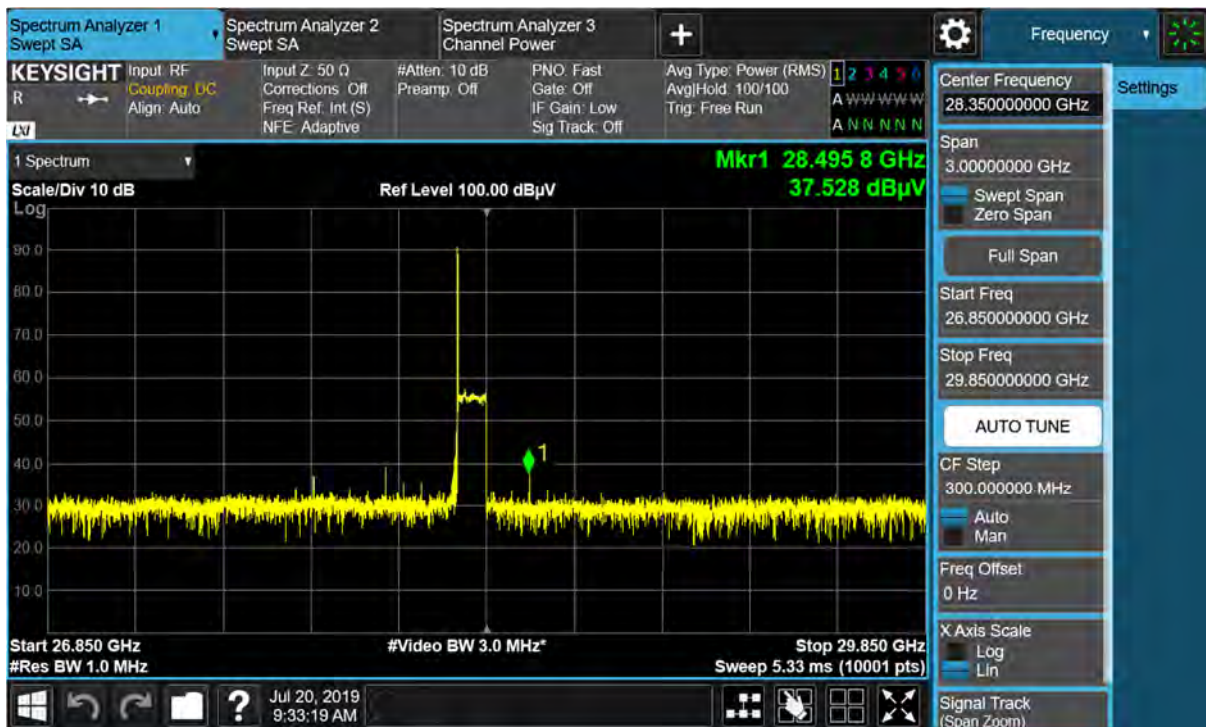 Spectrum Analyzer 1
Swept SA
Spectrum Analyzer 2
Swept SA
Spectrum Analyzer 3
Channel Power
+
Frequency
KEYSIGHT
R
LXI
Input: RF
Coupling: DC
Align: Auto
Input Z: 50 Ω
Corrections: Off
Freq Ref: Int (S)
NFE: Adaptive
#Atten: 10 dB
Preamp: Off
PNO: Fast
Gate: Off
IF Gain: Low
Sig Track: Off
Avg Type: Power (RMS)
Avg|Hold: 100/100
Trig: Free Run
1 2 3 4 5 6
A W W W W W
A N N N N N
1 Spectrum
Scale/Div 10 dB
Ref Level 100.00 dBµV
Mkr1 28.495 8 GHz
37.528 dBµV
Log
90.0
80.0
70.0
60.0
50.0
40.0
30.0
20.0
10.0
1
Start 26.850 GHz
#Res BW 1.0 MHz
#Video BW 3.0 MHz*
Stop 29.850 GHz
Sweep 5.33 ms (10001 pts)
Center Frequency
28.350000000 GHz
Settings
Span
3.00000000 GHz
Swept Span
Zero Span
Full Span
Start Freq
26.850000000 GHz
Stop Freq
29.850000000 GHz
AUTO TUNE
CF Step
300.000000 MHz
Auto
Man
Freq Offset
0 Hz
X Axis Scale
Log
Lin
Signal Track
(Span Zoom)
?
Jul 20, 2019
9:33:19 AM